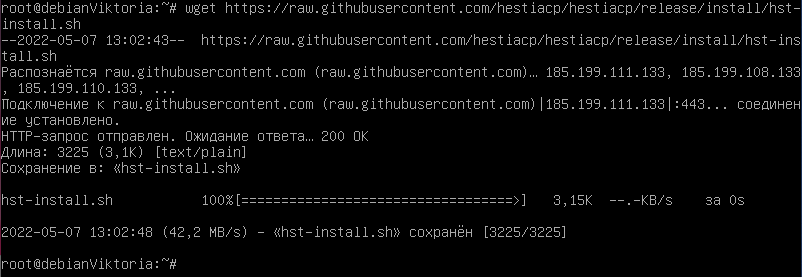 root@debianViktoria:~# wget https://raw.githubusercontent.com/hestiacp/hestiacp/release/install/hst-
install.sh
--2022-05-07 13:02:43--  https://raw.githubusercontent.com/hestiacp/hestiacp/release/install/hst-ins
tall.sh
Распознаётся raw.githubusercontent.com (raw.githubusercontent.com)… 185.199.111.133, 185.199.108.133
, 185.199.110.133, ...
Подключение к raw.githubusercontent.com (raw.githubusercontent.com)|185.199.111.133|:443... соединен
ие установлено.
HTTP-запрос отправлен. Ожидание ответа… 200 OK
Длина: 3225 (3,1K) [text/plain]
Сохранение в: «hst-install.sh»
hst-install.sh           100%[==================================>]   3,15K  --.-KB/s    за 0s
2022-05-07 13:02:48 (42,2 MB/s) - «hst-install.sh» сохранён [3225/3225]
root@debianViktoria:~#